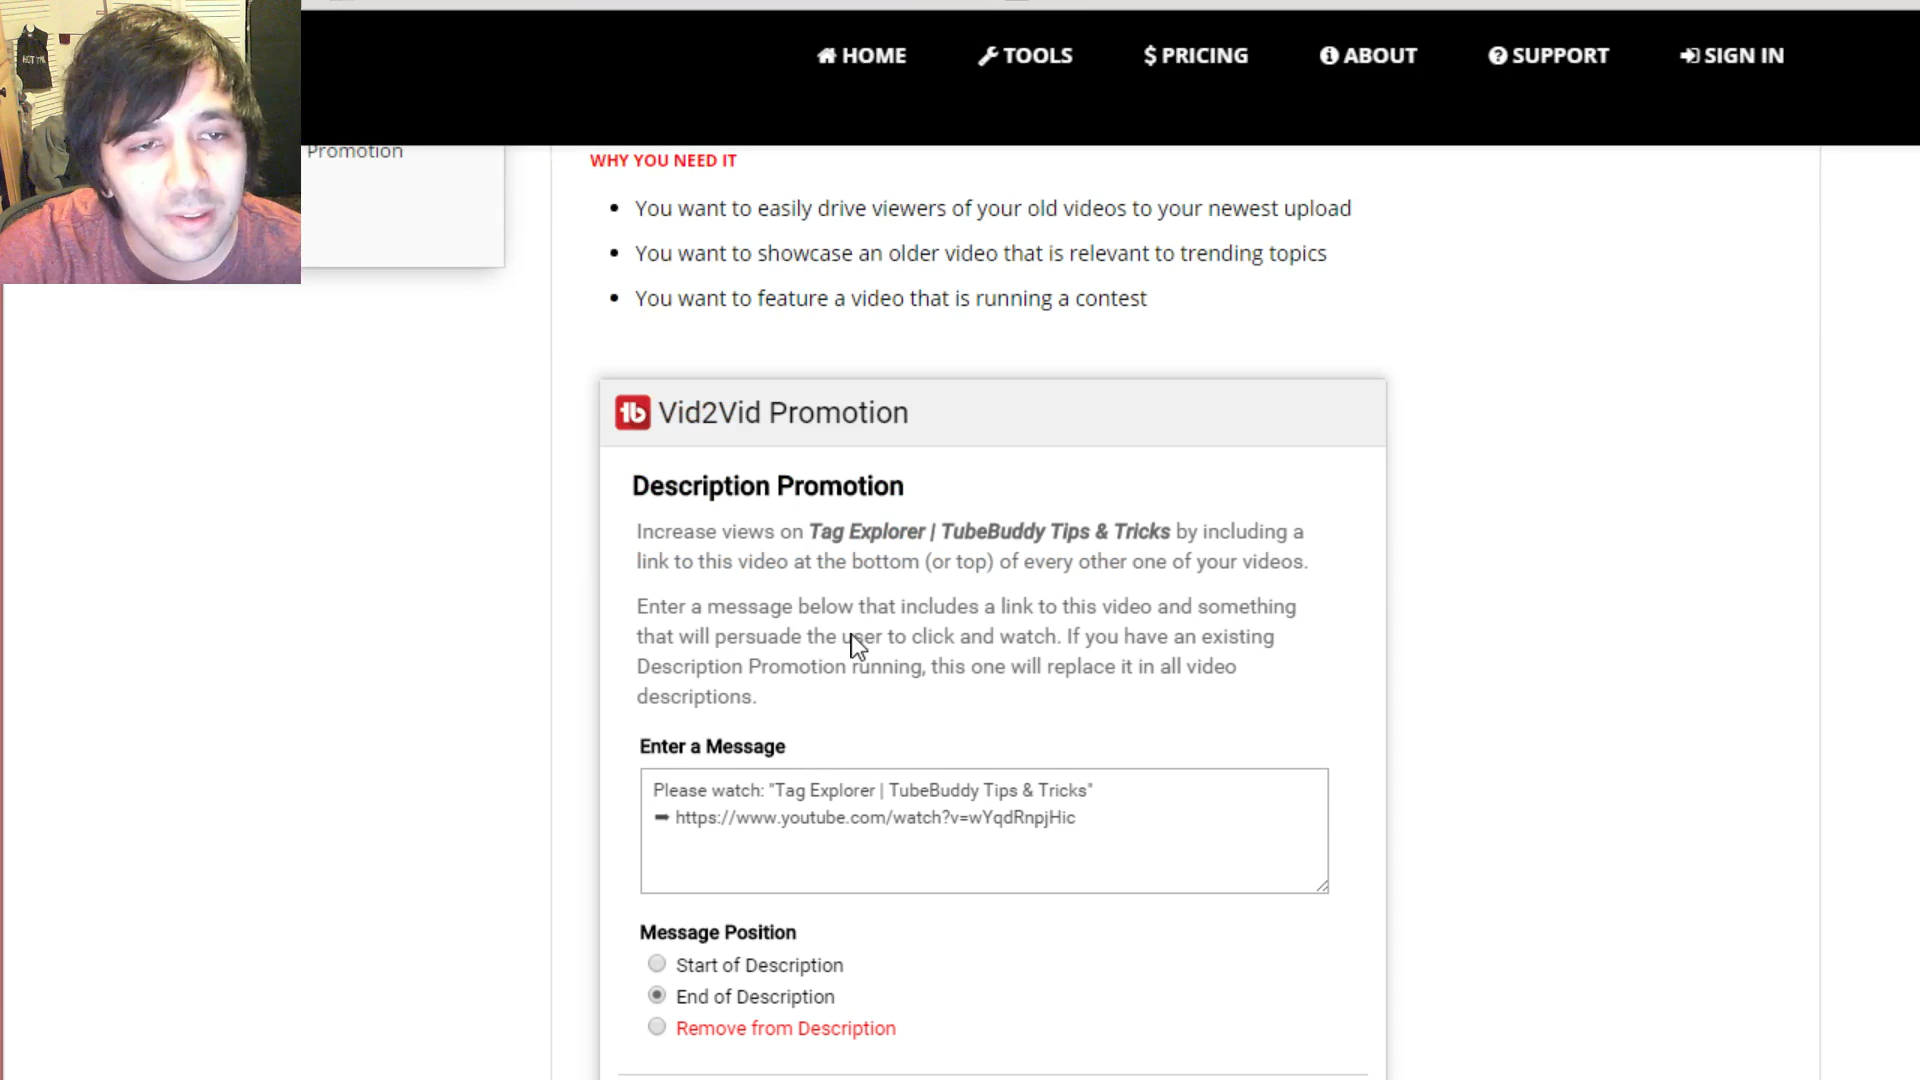 HOME TOOLS $ PRICING ABOUT SUPPORT SIGN IN
Promotion
WHY YOU NEED IT
• You want to easily drive viewers of your old videos to your newest upload
• You want to showcase an older video that is relevant to trending topics
• You want to feature a video that is running a contest
tb Vid2Vid Promotion
Description Promotion
Increase views on Tag Explorer | TubeBuddy Tips & Tricks by including a
link to this video at the bottom (or top) of every other one of your videos.
Enter a message below that includes a link to this video and something
that will persuade the user to click and watch. If you have an existing
Description Promotion running, this one will replace it in all video
descriptions.
Enter a Message
Please watch: "Tag Explorer | TubeBuddy Tips & Tricks"
➡ https://www.youtube.com/watch?v=wYqdRnpjHic
Message Position
Start of Description
End of Description
Remove from Description